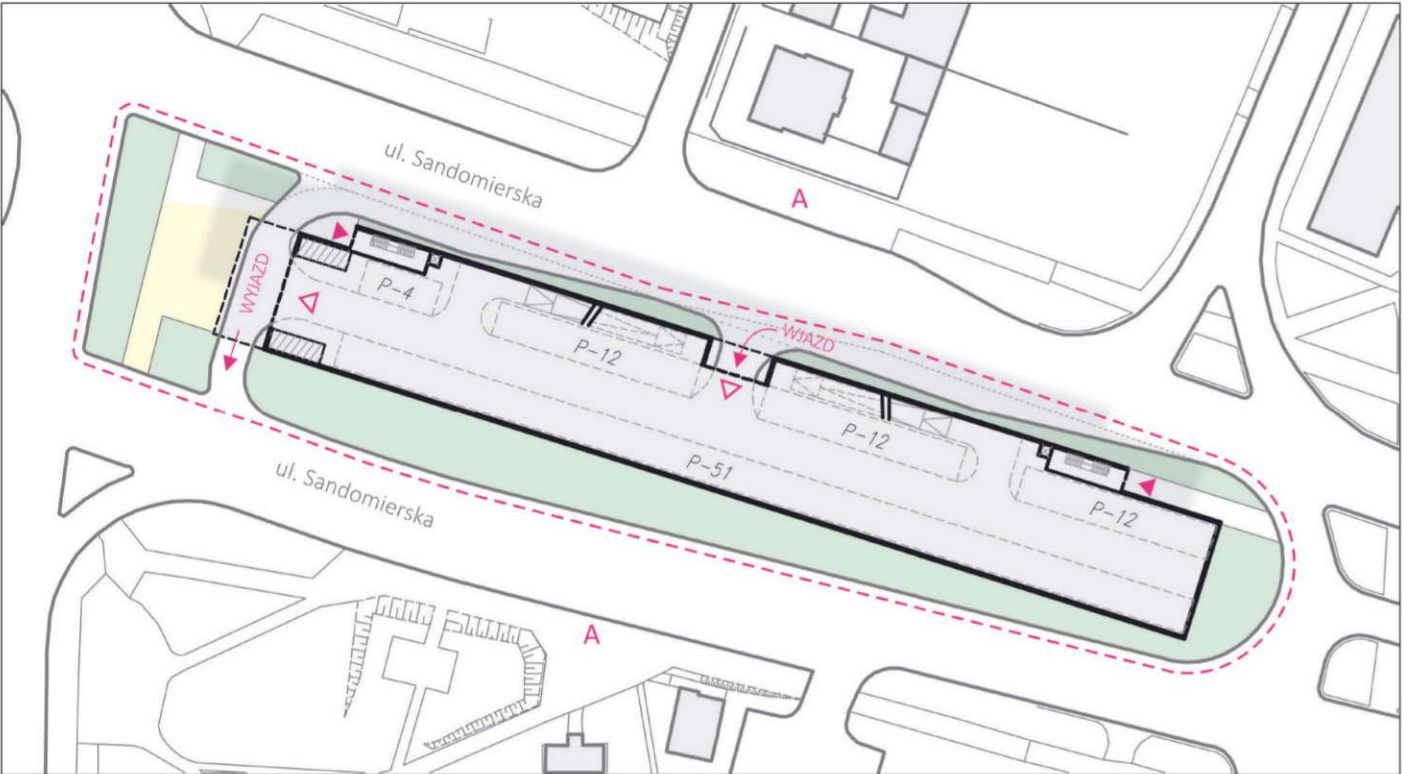 ul. Sandomierska
A
WYJAZD
P-4
WJAZD
P-12
P-12
P-51
ul. Sandomierska
P-12
A